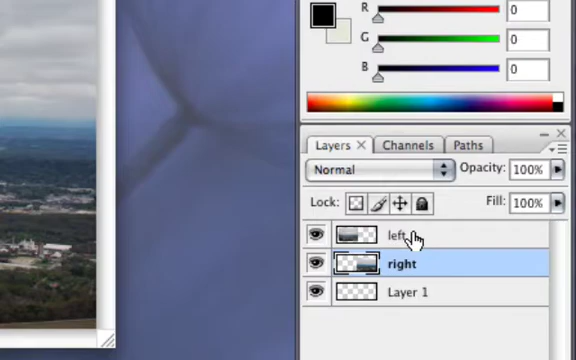 R 0
G 0
B 0
Layers × Channels Paths
Normal Opacity: 100%
Lock: Fill: 100%
left
right
Layer 1